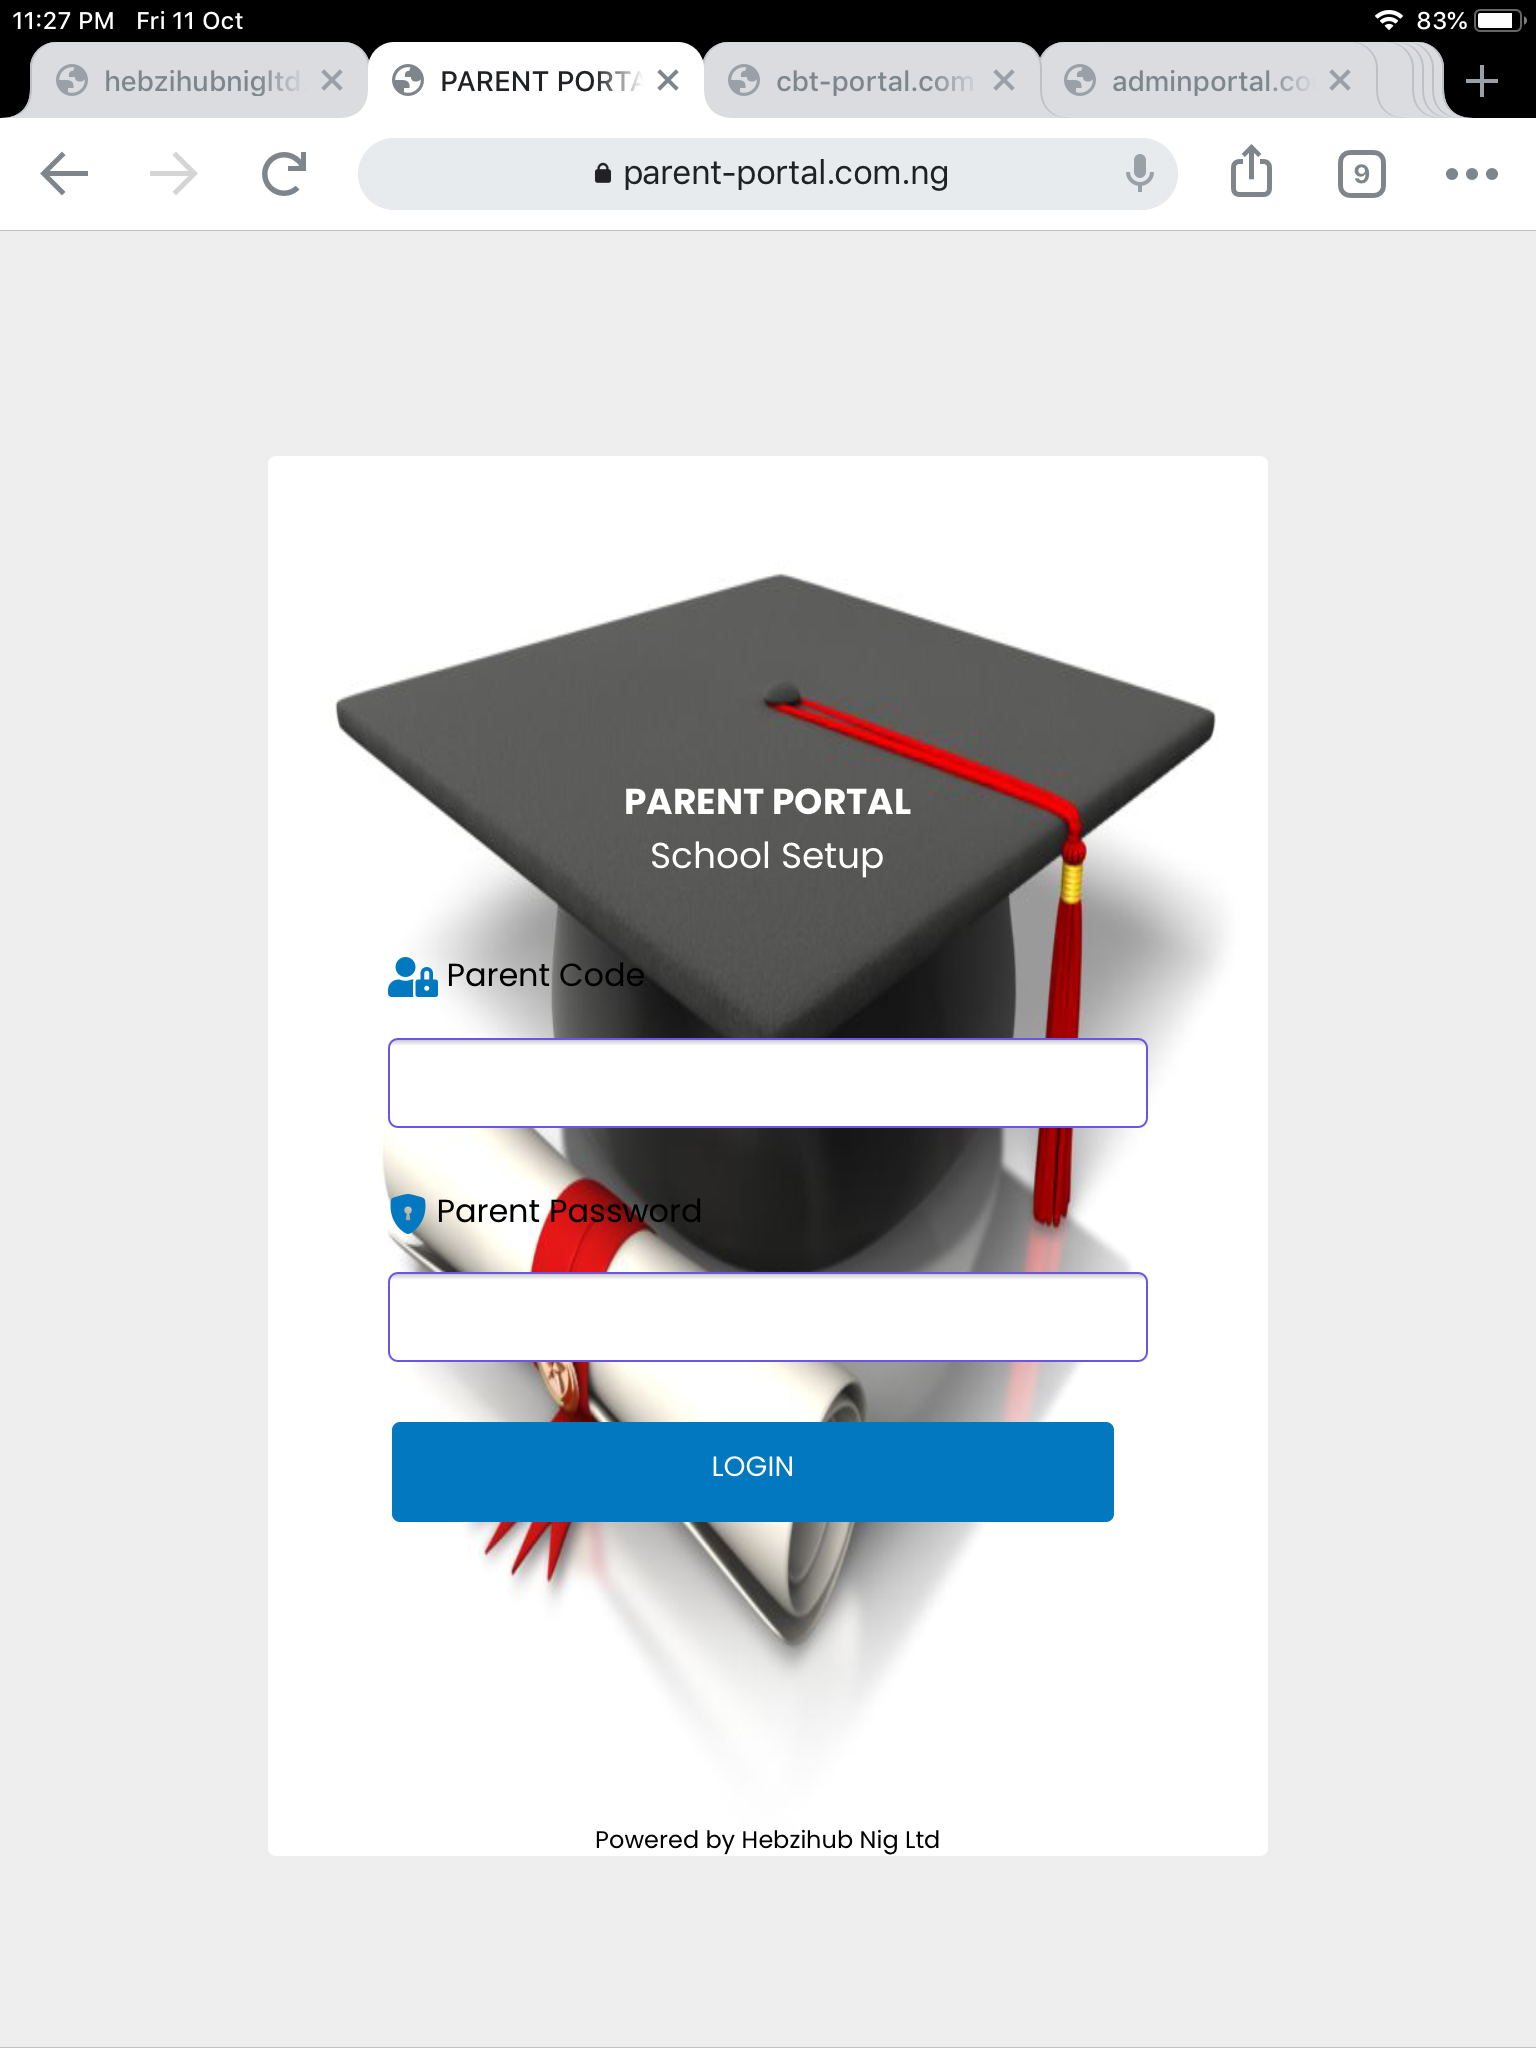 11:27 PM Fri 11 Oct 83%
hebzihubnigltd PARENT PORTA cbt-portal.com adminportal.co
parent-portal.com.ng 9
PARENT PORTAL
School Setup
Parent Code
Parent Password
LOGIN
Powered by Hebzihub Nig Ltd